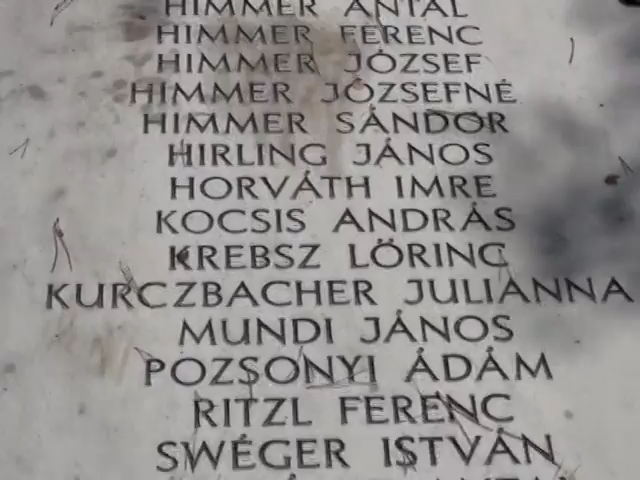 HIMMER ANTAL
HIMMER FERENC
HIMMER JÓZSEF
HIMMER JÓZSEFNÉ
HIMMER SÁNDOR
HIRLING JÁNOS
HORVÁTH IMRE
KOCSIS ANDRÁS
KREBSZ LŐRINC
KURCZBACHER JULIANNA
MUNDI JÁNOS
POZSONYI ÁDÁM
RITZL FERENC
SWÉGER ISTVÁN